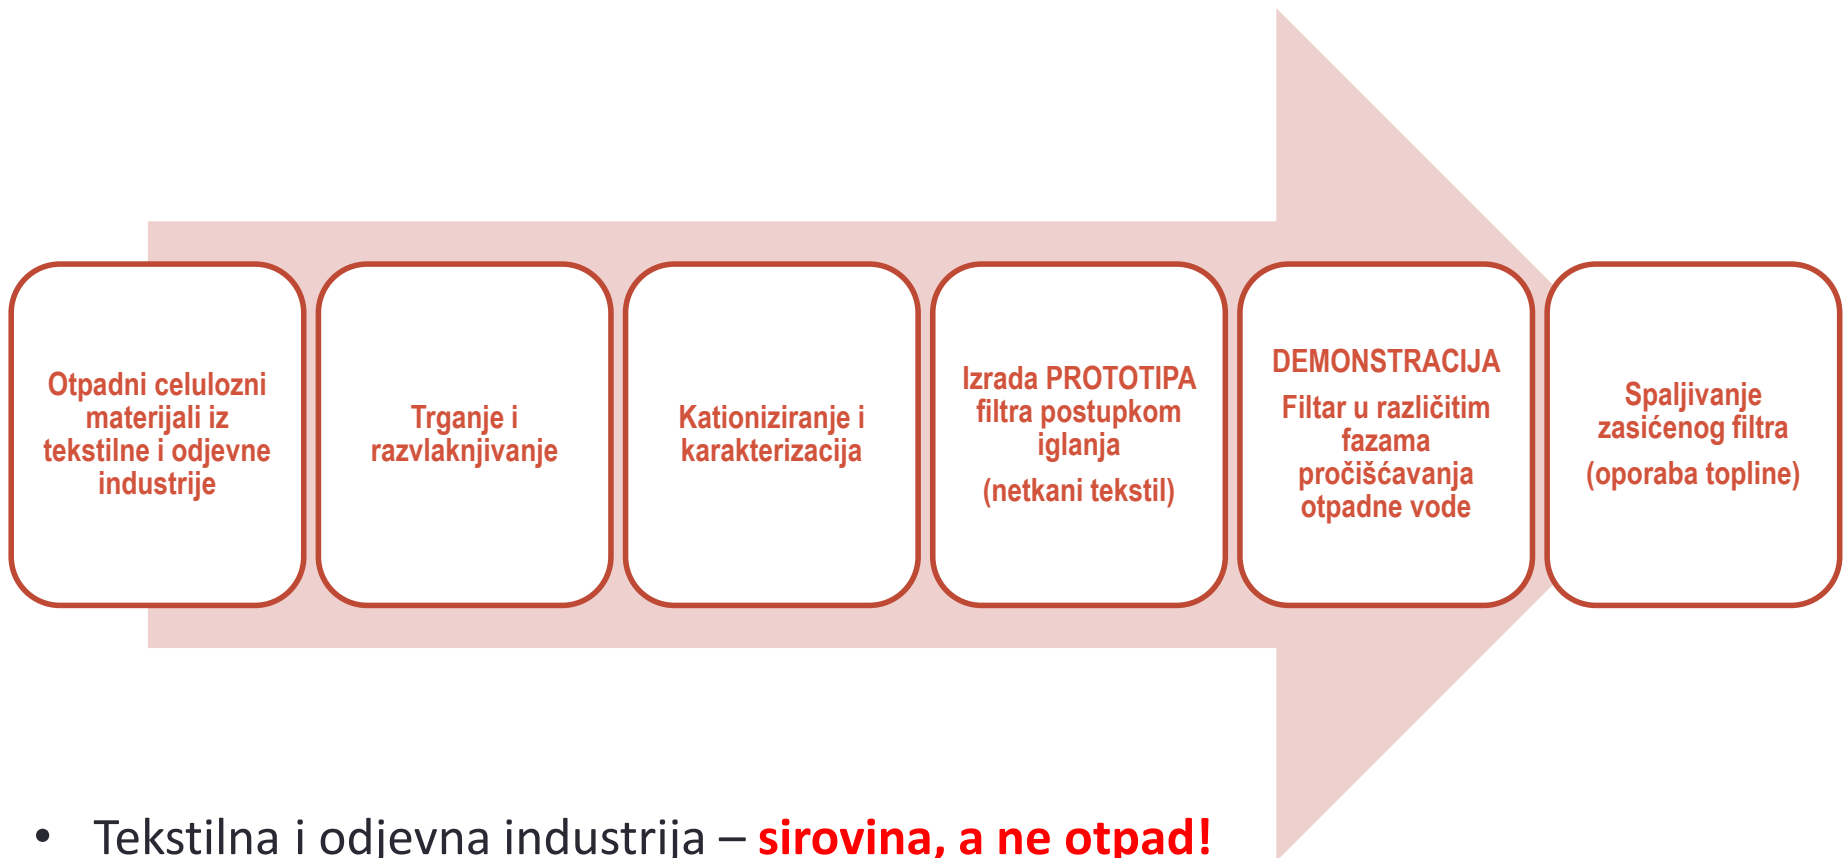 Otpadni celulozni
materijali iz
tekstilne i odjevne
industrije
Trganje i
razvlaknjivanje
Kationiziranje i
karakterizacija
Izrada PROTOTIPA
filtra postupkom
iglanja
(netkani tekstil)
DEMONSTRACIJA
Filtar u različitim
fazama
pročišćavanja
otpadne vode
Spaljivanje
zasićenog filtra
(oporaba topline)
• Tekstilna i odjevna industrija – sirovina, a ne otpad!